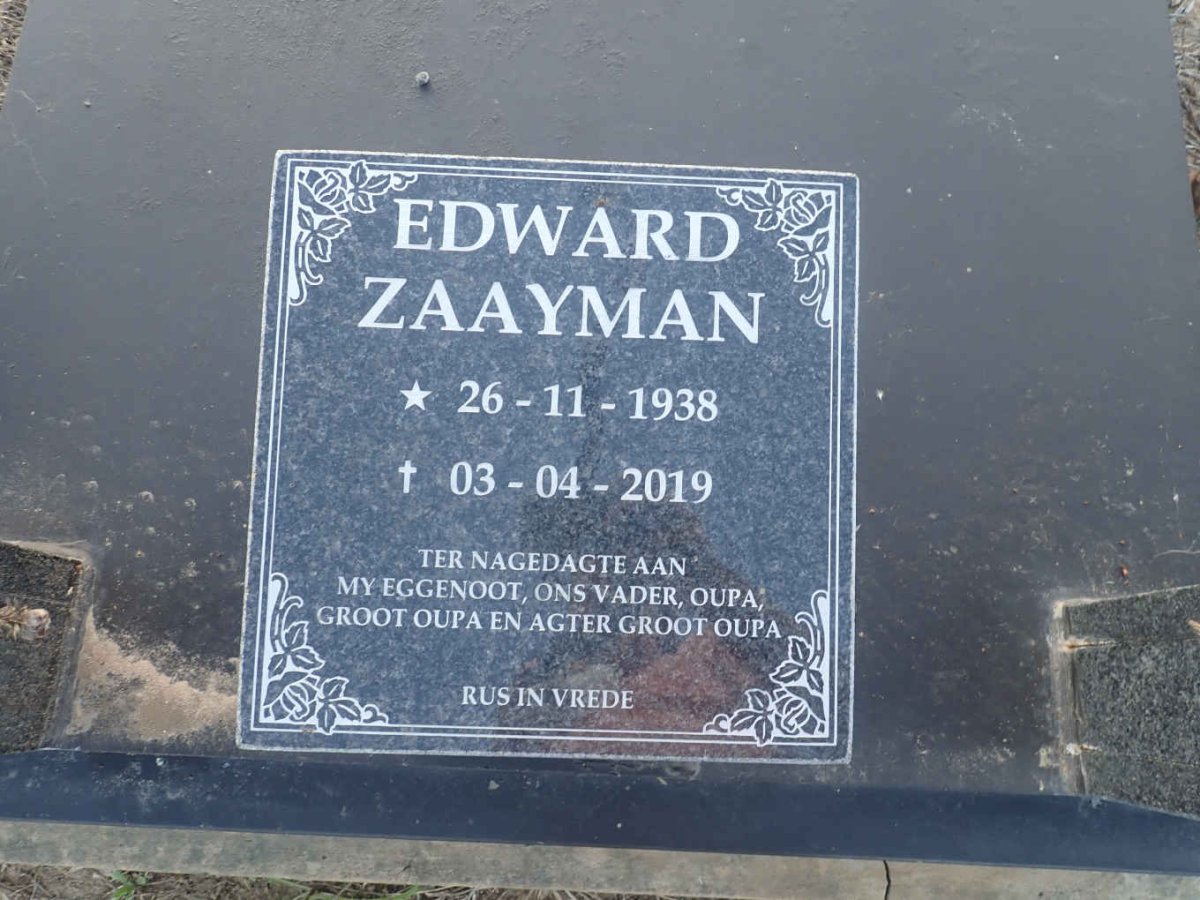 EDWARD
ZAAYMAN
★ 26 - 11 - 1938
✝ 03 - 04 - 2019
TER NAGEDAGTE AAN
MY EGGENOOT, ONS VADER, OUPA,
GROOT OUPA EN AGTER GROOT OUPA
RUS IN VREDE